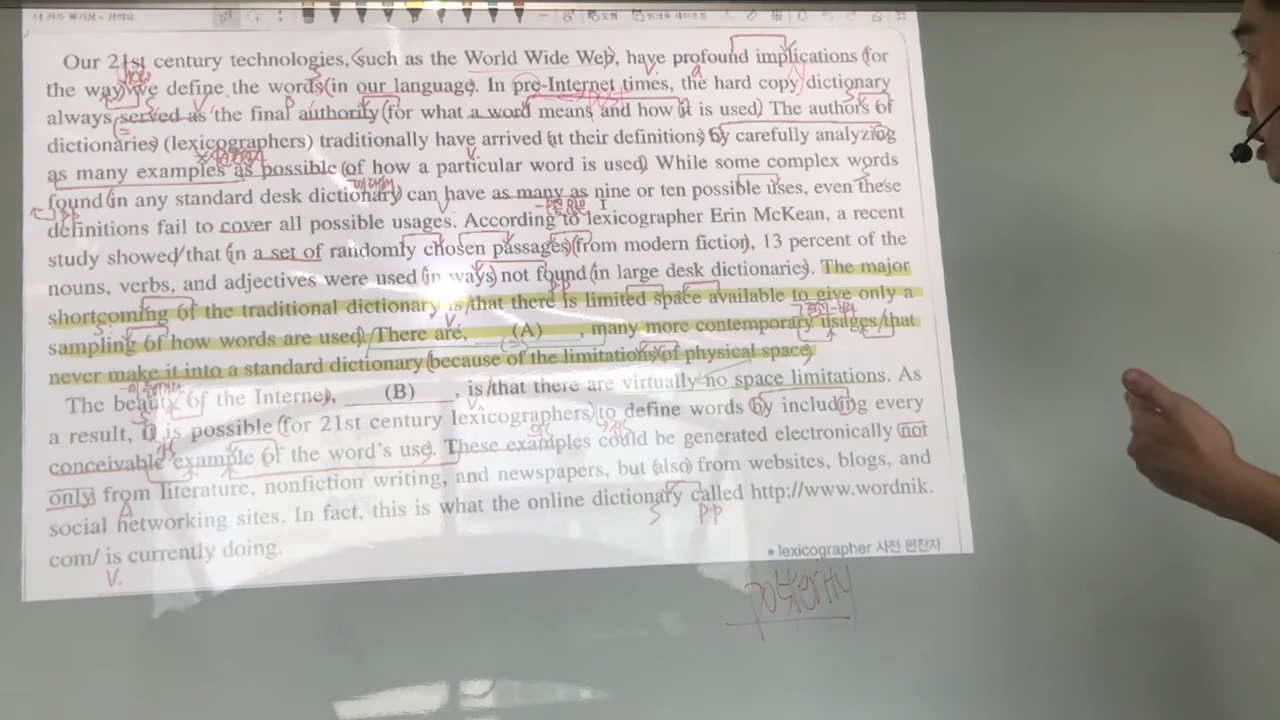 Our 21st century technologies, such as the World Wide Web, have profound implications for
the way we define the words in our language. In pre-Internet times, the hard copy dictionary
always served as the final authority for what a word means and how it is used. The authors of
dictionaries (lexicographers) traditionally have arrived at their definitions by carefully analyzing
as many examples as possible of how a particular word is used. While some complex words
found in any standard desk dictionary can have as many as nine or ten possible uses, even these
definitions fail to cover all possible usages. According to lexicographer Erin McKean, a recent
study showed that in a set of randomly chosen passages from modern fiction, 13 percent of the
nouns, verbs, and adjectives were used in ways not found in large desk dictionaries. The major
shortcoming of the traditional dictionary is that there is limited space available to give only a
sampling of how words are used. There are, (A) , many more contemporary usages that
never make it into a standard dictionary because of the limitations of physical space.
The beauty of the Internet, (B) , is that there are virtually no space limitations. As
a result, it is possible for 21st century lexicographers to define words by including every
conceivable example of the word's use. These examples could be generated electronically not
only from literature, nonfiction writing, and newspapers, but also from websites, blogs, and
social networking sites. In fact, this is what the online dictionary called http://www.wordnik.
com/ is currently doing.
* lexicographer 사전 편찬자